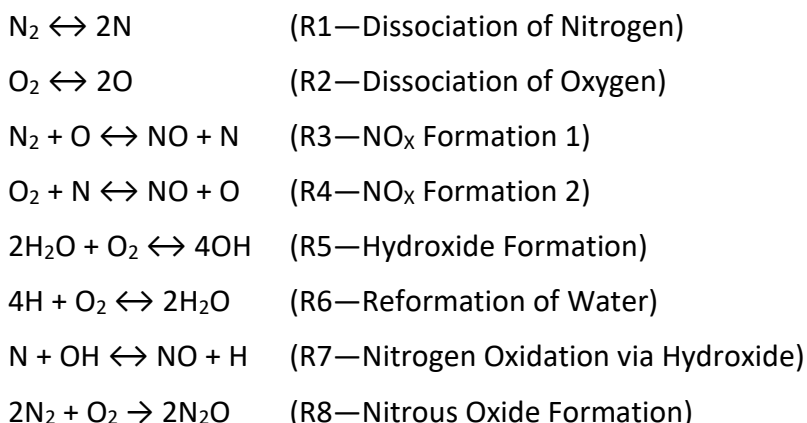 N₂ ↔ 2N (R1—Dissociation of Nitrogen)
O₂ ↔ 2O (R2—Dissociation of Oxygen)
N₂ + O ↔ NO + N (R3—NOₓ Formation 1)
O₂ + N ↔ NO + O (R4—NOₓ Formation 2)
2H₂O + O₂ ↔ 4OH (R5—Hydroxide Formation)
4H + O₂ ↔ 2H₂O (R6—Reformation of Water)
N + OH ↔ NO + H (R7—Nitrogen Oxidation via Hydroxide)
2N₂ + O₂ → 2N₂O (R8—Nitrous Oxide Formation)